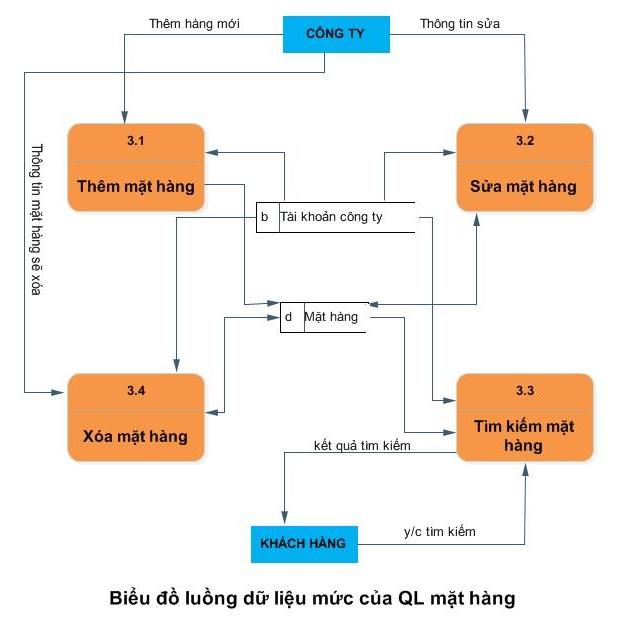 Thêm hàng mới
CÔNG TY
Thông tin sửa
3.1
Thêm mặt hàng
3.2
Sửa mặt hàng
Thông tin mặt hàng sẽ xóa
b Tài khoản công ty
d Mặt hàng
3.4
Xóa mặt hàng
3.3
Tìm kiếm mặt
hàng
kết quả tìm kiếm
KHÁCH HÀNG
y/c tìm kiếm
Biểu đồ luồng dữ liệu mức của QL mặt hàng